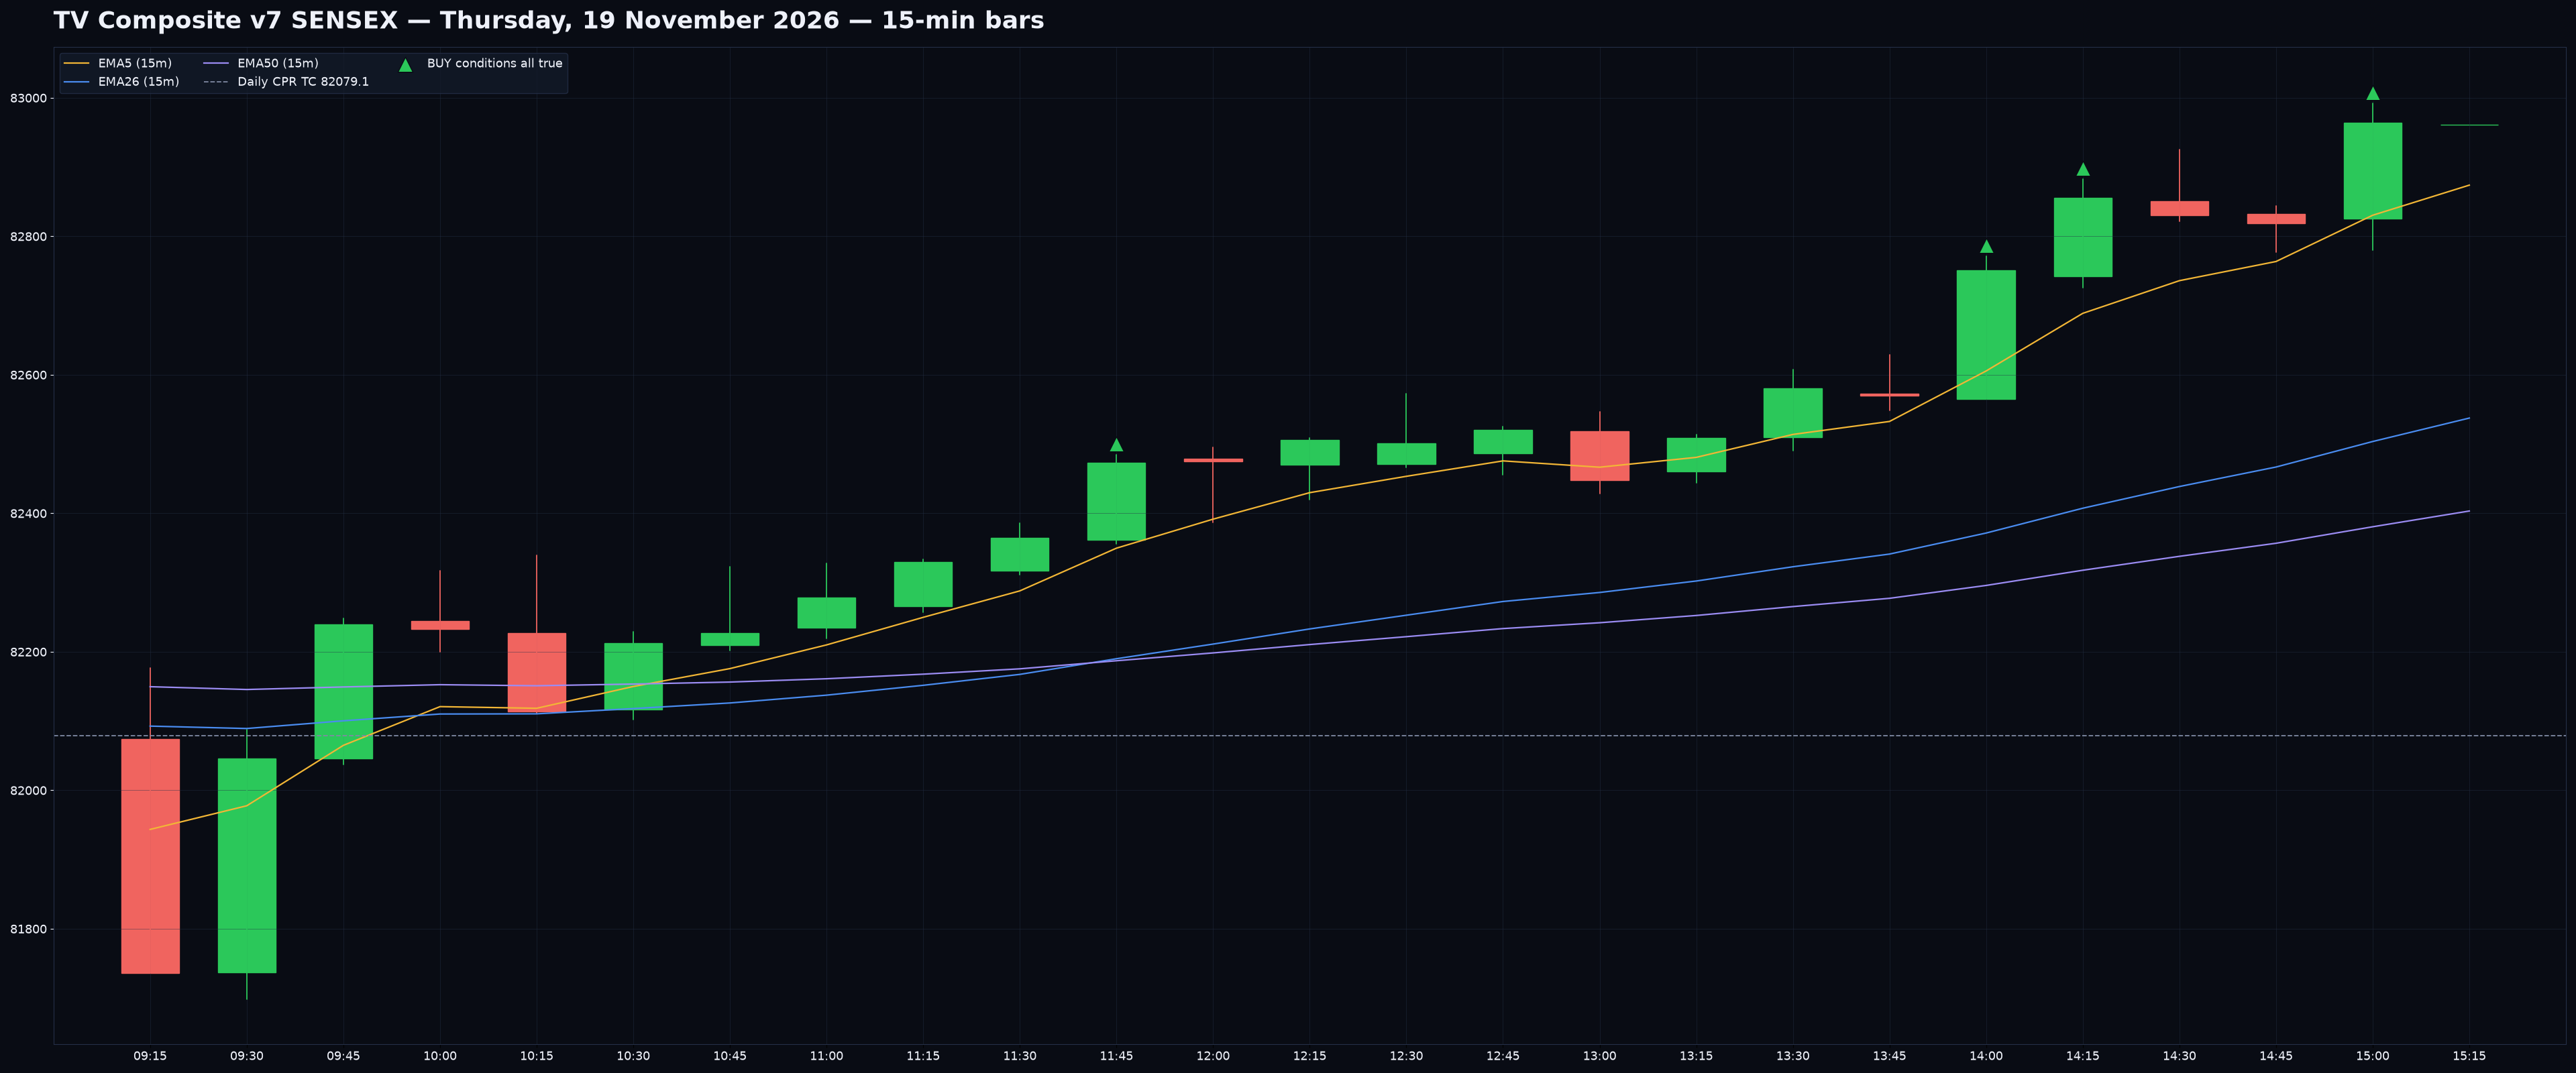 TV Composite v7 SENSEX — Thursday, 19 November 2026 — 15-min bars
EMA5 (15m) EMA50 (15m) BUY conditions all true
EMA26 (15m) Daily CPR TC 82079.1
83000
82800
82600
82400
82200
82000
81800
09:15 09:30 09:45 10:00 10:15 10:30 10:45 11:00 11:15 11:30 11:45 12:00 12:15 12:30 12:45 13:00 13:15 13:30 13:45 14:00 14:15 14:30 14:45 15:00 15:15